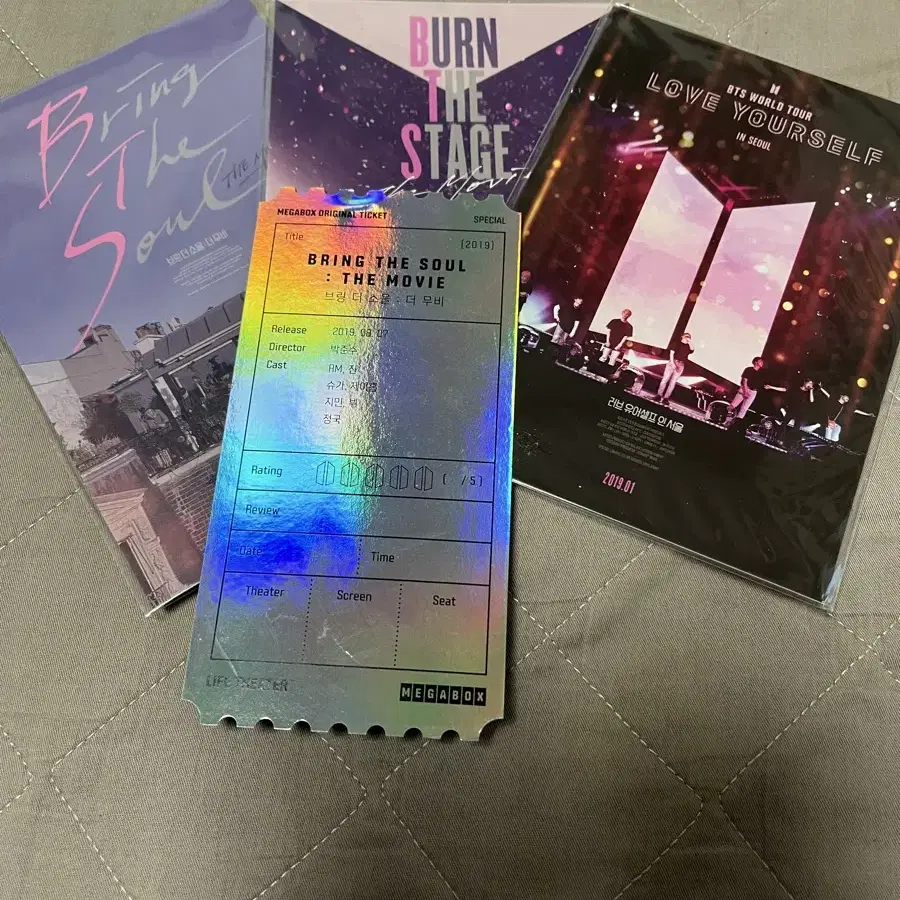 Bring
The
Soul
브링 더 소울 더 무비
BURN
THE
STAGE
the Movie
BTS WORLD TOUR
LOVE YOURSELF
IN SEOUL
러브 유어셀프 인 서울
2019.01
MEGABOX ORIGINAL TICKET
SPECIAL
Title
(2019)
BRING THE SOUL
: THE MOVIE
브링 더 소울 : 더 무비
Release 2019. 08. 07
Director 박준수
Cast RM, 진
슈가, 제이홉
지민, 뷔
정국
Rating ( /5)
Review
Date Time
Theater Screen Seat
LIFE THEATER
MEGABOX